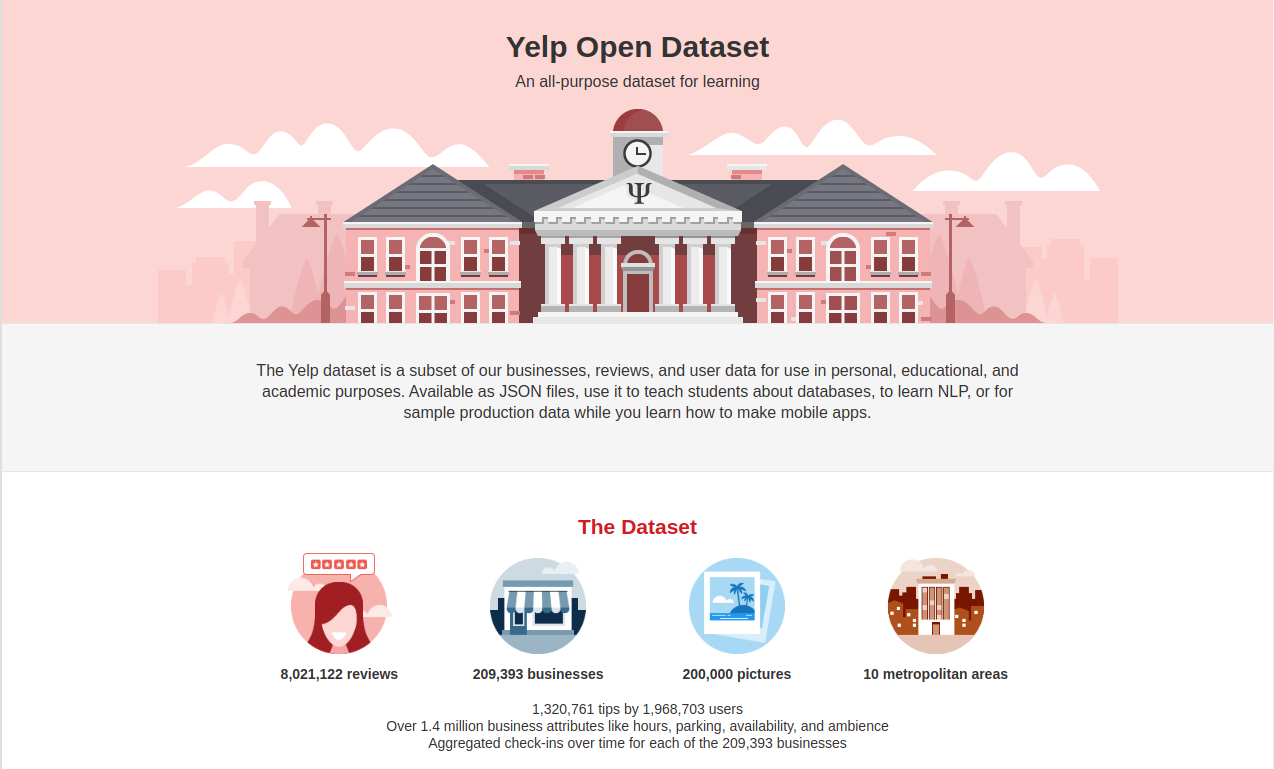 Yelp Open Dataset
An all-purpose dataset for learning
Ψ
The Yelp dataset is a subset of our businesses, reviews, and user data for use in personal, educational, and
academic purposes. Available as JSON files, use it to teach students about databases, to learn NLP, or for
sample production data while you learn how to make mobile apps.
The Dataset
8,021,122 reviews
209,393 businesses
200,000 pictures
10 metropolitan areas
1,320,761 tips by 1,968,703 users
Over 1.4 million business attributes like hours, parking, availability, and ambience
Aggregated check-ins over time for each of the 209,393 businesses